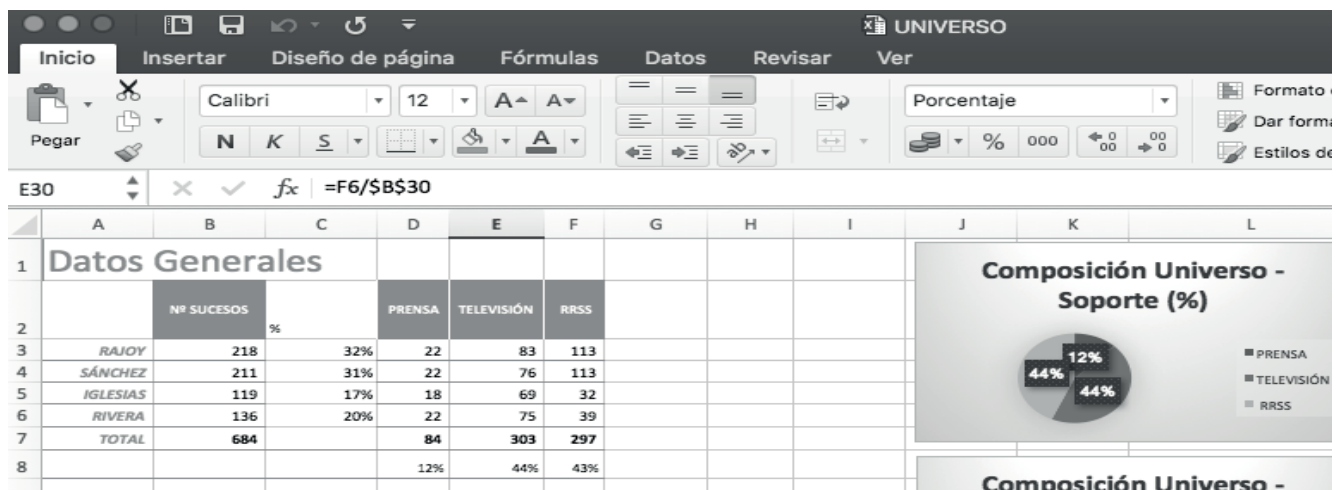 UNIVERSO
Inicio Insertar Diseño de página Fórmulas Datos Revisar Ver
Calibri 12 A A Porcentaje Formato
Dar forma
Pegar N K S A % 000 Estilos de
E30 fx =F6/$B$30
A B C D E F G H I J K L
1 Datos Generales
2 Nº SUCESOS % PRENSA TELEVISIÓN RRSS
3 RAJOY 218 32% 22 83 113
4 SÁNCHEZ 211 31% 22 76 113
5 IGLESIAS 119 17% 18 69 32
6 RIVERA 136 20% 22 75 39
7 TOTAL 684 84 303 297
8 12% 44% 43%
Composición Universo -
Soporte (%)
12%
44%
44%
PRENSA
TELEVISIÓN
RRSS
Composición Universo -